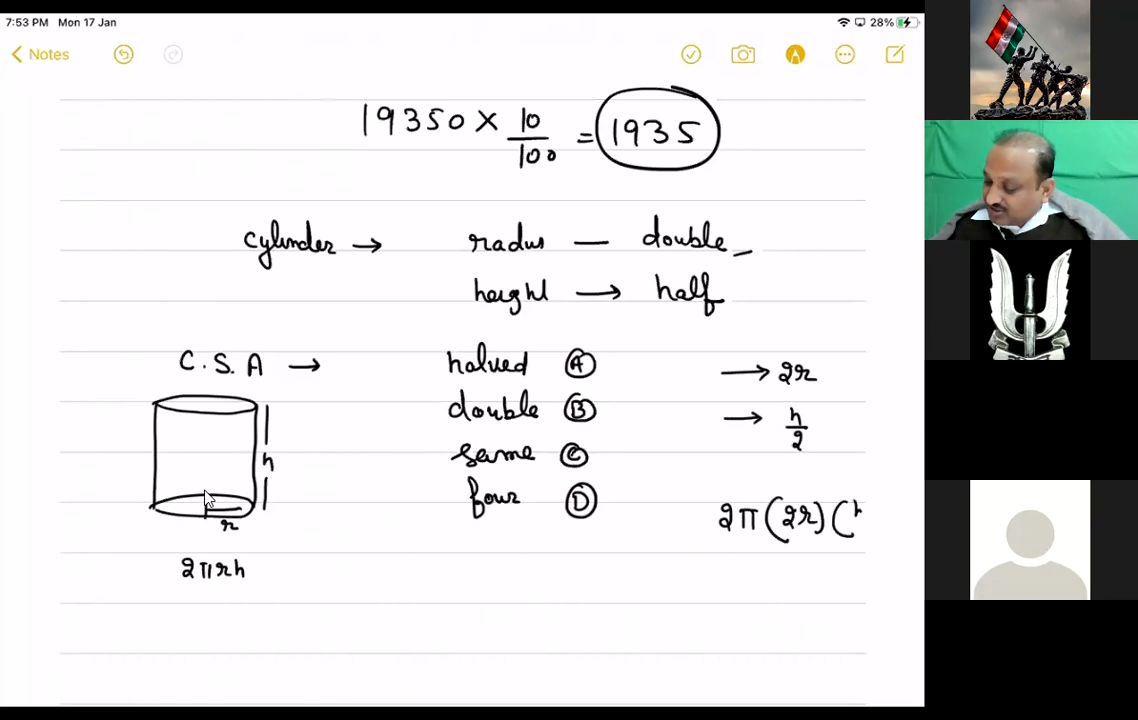 7:53 PM Mon 17 Jan 28%
Notes
19350 × 10/100 = 1935
cylinder → radus — double
height → half
C.S.A → halved A → 2r
double B → h/2
same C
four D
h
r
2π(2r)(
2πrh